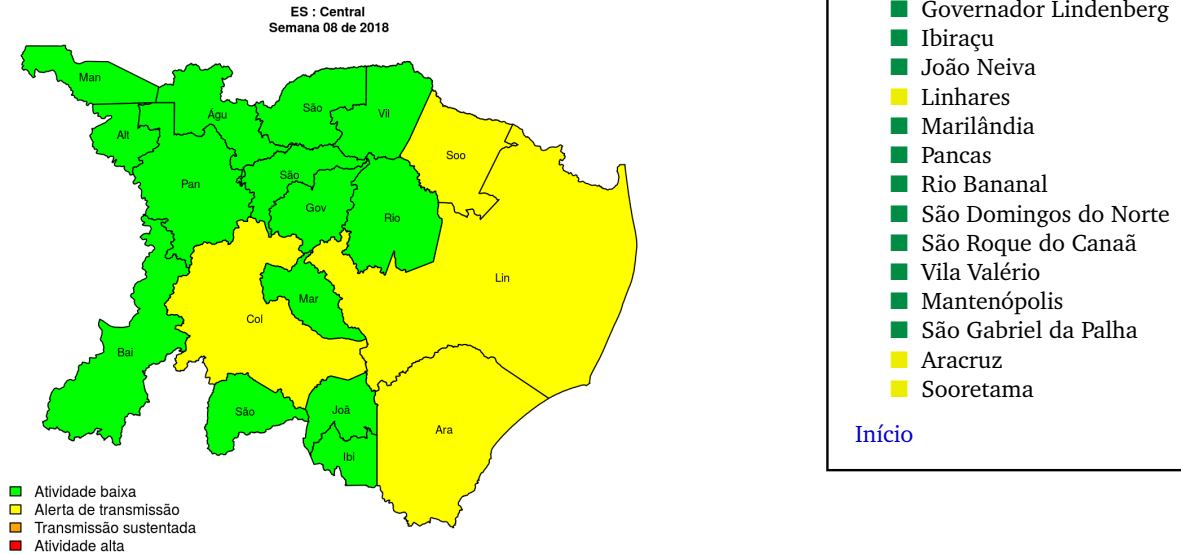 ES : Central
Semana 08 de 2018
Man
Alt
Águ
São
Vil
Soo
Pan
São
Gov
Rio
Lin
Mar
Col
Bai
São
Joã
Ibi
Ara
Atividade baixa
Alerta de transmissão
Transmissão sustentada
Atividade alta
Governador Lindenberg
Ibiraçu
João Neiva
Linhares
Marilândia
Pancas
Rio Bananal
São Domingos do Norte
São Roque do Canaã
Vila Valério
Mantenópolis
São Gabriel da Palha
Aracruz
Sooretama
Início